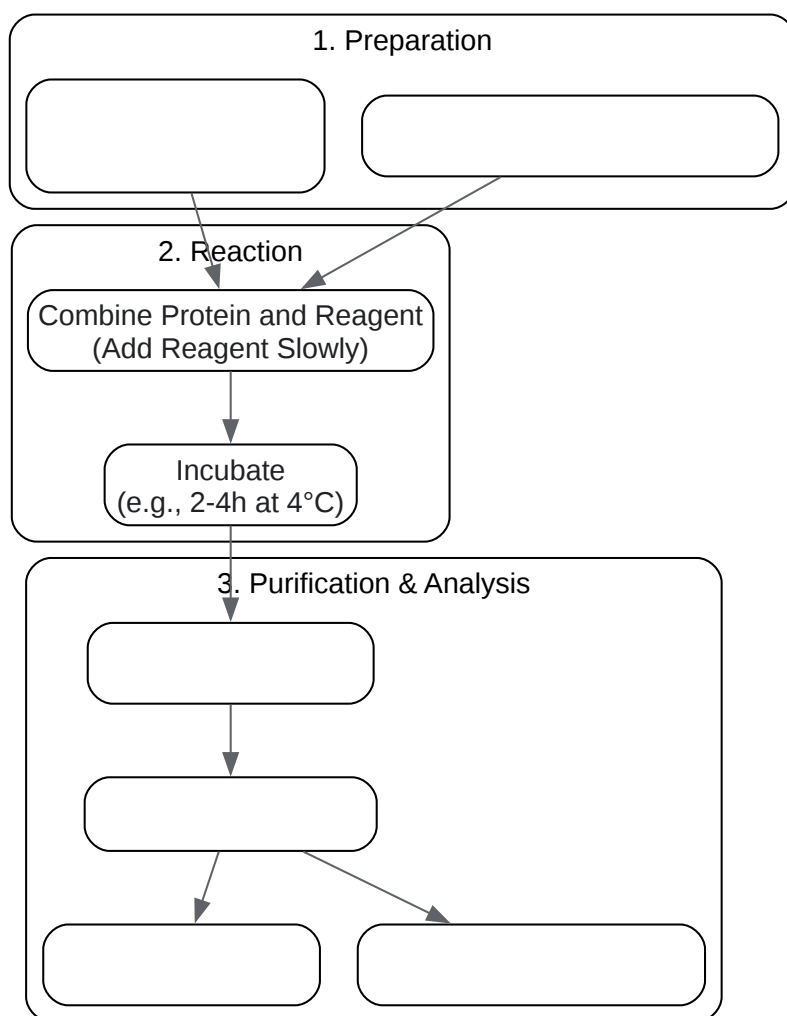 1. Preparation
2. Reaction
Combine Protein and Reagent
(Add Reagent Slowly)
Incubate
(e.g., 2-4h at 4°C)
3. Purification & Analysis